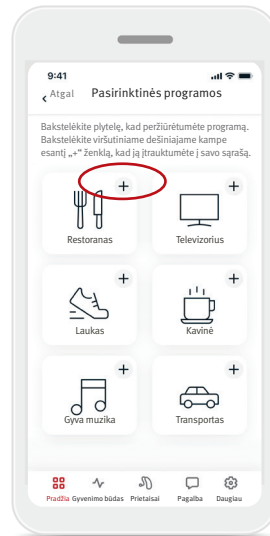 9:41
Atgal Pasirinktinės programos
Bakstelėkite plytelę, kad peržiūrėtumėte programą.
Bakstelėkite viršutiniame dešiniajame kampe
esantį „+“ ženklą, kad ją įtrauktumėte į savo sąrašą.
Restoranas Televizorius
Laukas Kavinė
Gyva muzika Transportas
Pradžia Gyvenimo būdas Prietaisai Pagalba Daugiau